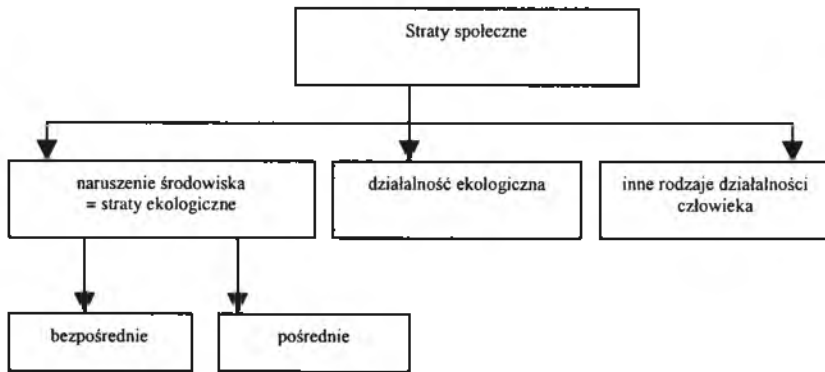 Straty społeczne
naruszenie środowiska
= straty ekologiczne
działalność ekologiczna
inne rodzaje działalności
człowieka
bezpośrednie
pośrednie